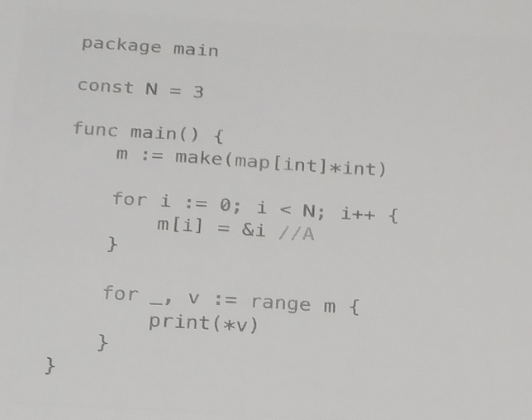 package main
const N = 3
func main() {
m := make(map[int]*int)
for i := 0; i < N; i++ {
m[i] = &i //A
}
for _, v := range m {
print(*v)
}
}